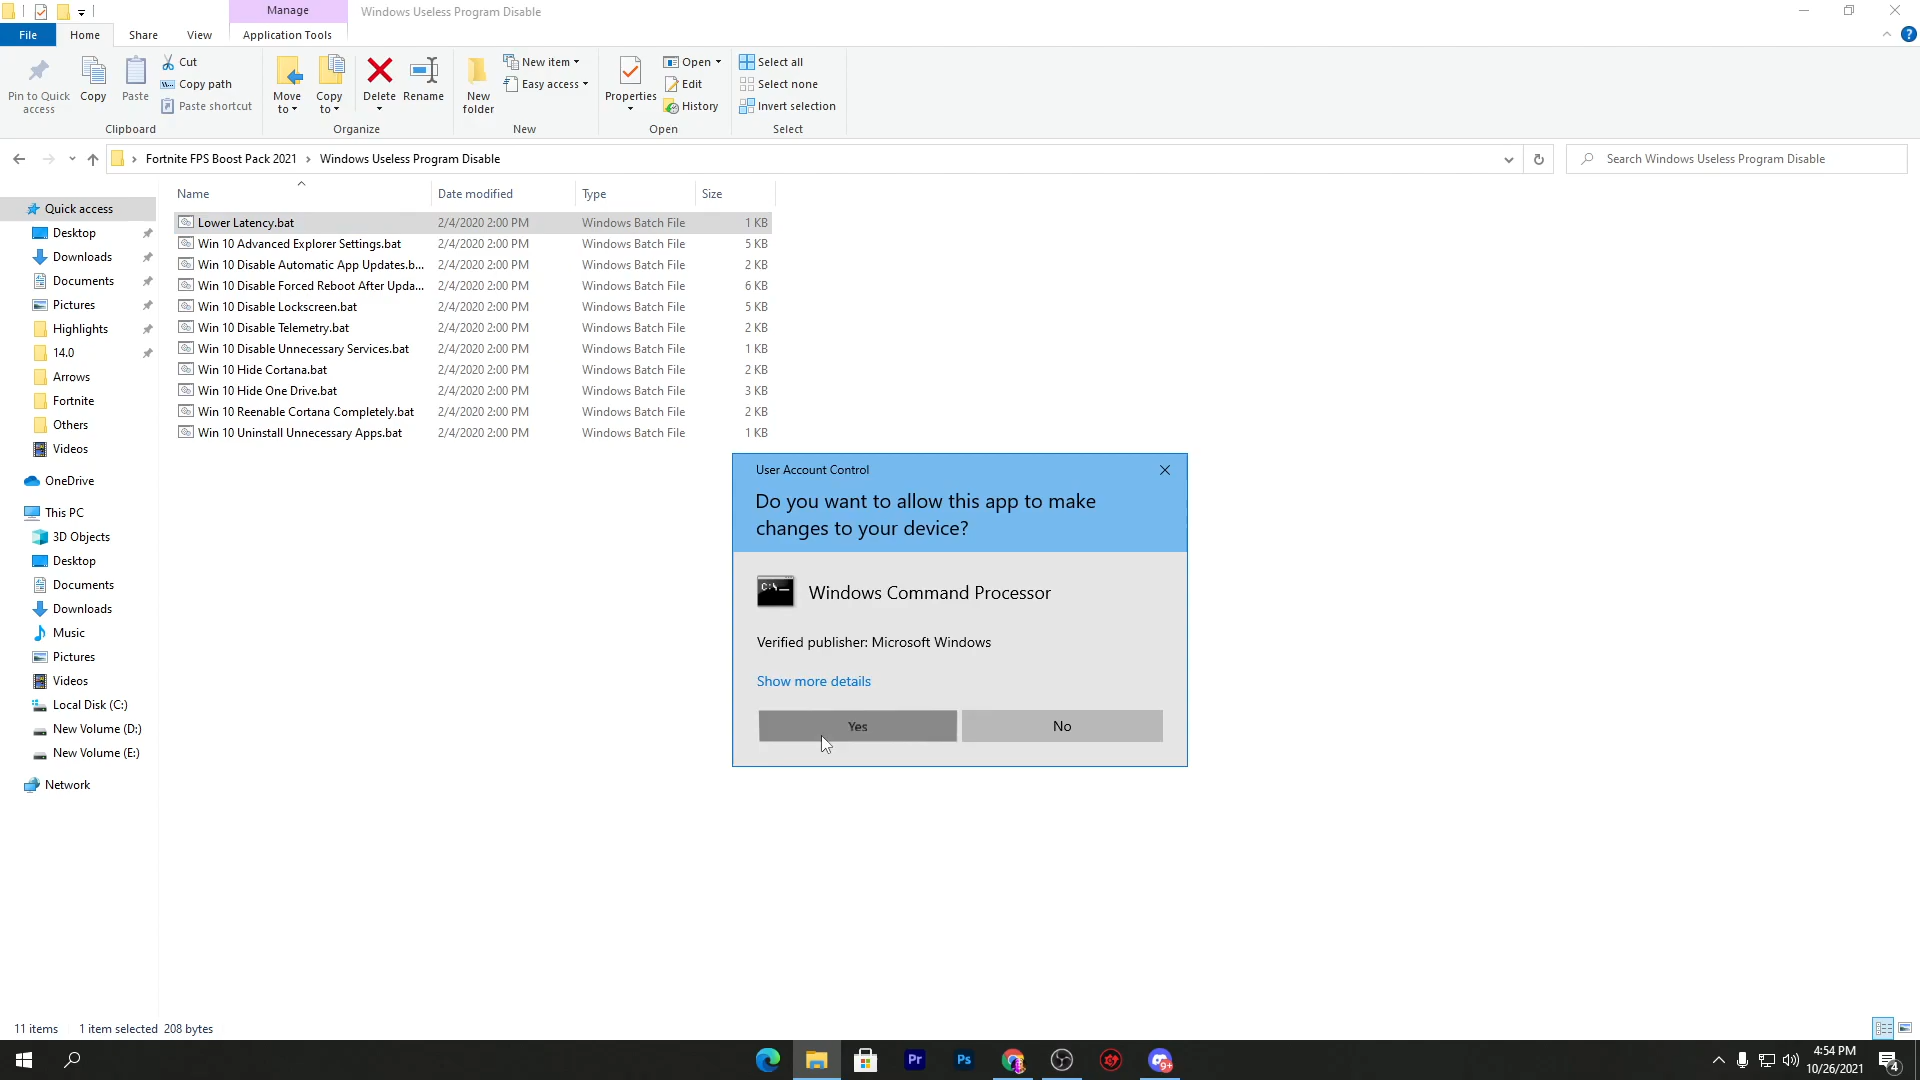 Manage
Windows Useless Program Disable
File
Home
Share
View
Application Tools
Pin to Quick
access
Copy
Paste
Cut
Copy path
Paste shortcut
Clipboard
Move
to
Copy
to
Delete
Rename
Organize
New
folder
New item
Easy access
New
Properties
Open
Edit
History
Open
Select all
Select none
Invert selection
Select
Fortnite FPS Boost Pack 2021 › Windows Useless Program Disable
Search Windows Useless Program Disable
Name Date modified Type Size
Lower Latency.bat 2/4/2020 2:00 PM Windows Batch File 1 KB
Win 10 Advanced Explorer Settings.bat 2/4/2020 2:00 PM Windows Batch File 5 KB
Win 10 Disable Automatic App Updates.b... 2/4/2020 2:00 PM Windows Batch File 2 KB
Win 10 Disable Forced Reboot After Upda... 2/4/2020 2:00 PM Windows Batch File 6 KB
Win 10 Disable Lockscreen.bat 2/4/2020 2:00 PM Windows Batch File 5 KB
Win 10 Disable Telemetry.bat 2/4/2020 2:00 PM Windows Batch File 2 KB
Win 10 Disable Unnecessary Services.bat 2/4/2020 2:00 PM Windows Batch File 1 KB
Win 10 Hide Cortana.bat 2/4/2020 2:00 PM Windows Batch File 2 KB
Win 10 Hide One Drive.bat 2/4/2020 2:00 PM Windows Batch File 3 KB
Win 10 Reenable Cortana Completely.bat 2/4/2020 2:00 PM Windows Batch File 2 KB
Win 10 Uninstall Unnecessary Apps.bat 2/4/2020 2:00 PM Windows Batch File 1 KB
Quick access
Desktop
Downloads
Documents
Pictures
Highlights
14.0
Arrows
Fortnite
Others
Videos
OneDrive
This PC
3D Objects
Desktop
Documents
Downloads
Music
Pictures
Videos
Local Disk (C:)
New Volume (D:)
New Volume (E:)
Network
User Account Control
Do you want to allow this app to make
changes to your device?
C:\
Windows Command Processor
Verified publisher: Microsoft Windows
Show more details
Yes No
11 items 1 item selected 208 bytes
Pr
Ps
9+
4:54 PM
10/26/2021
4